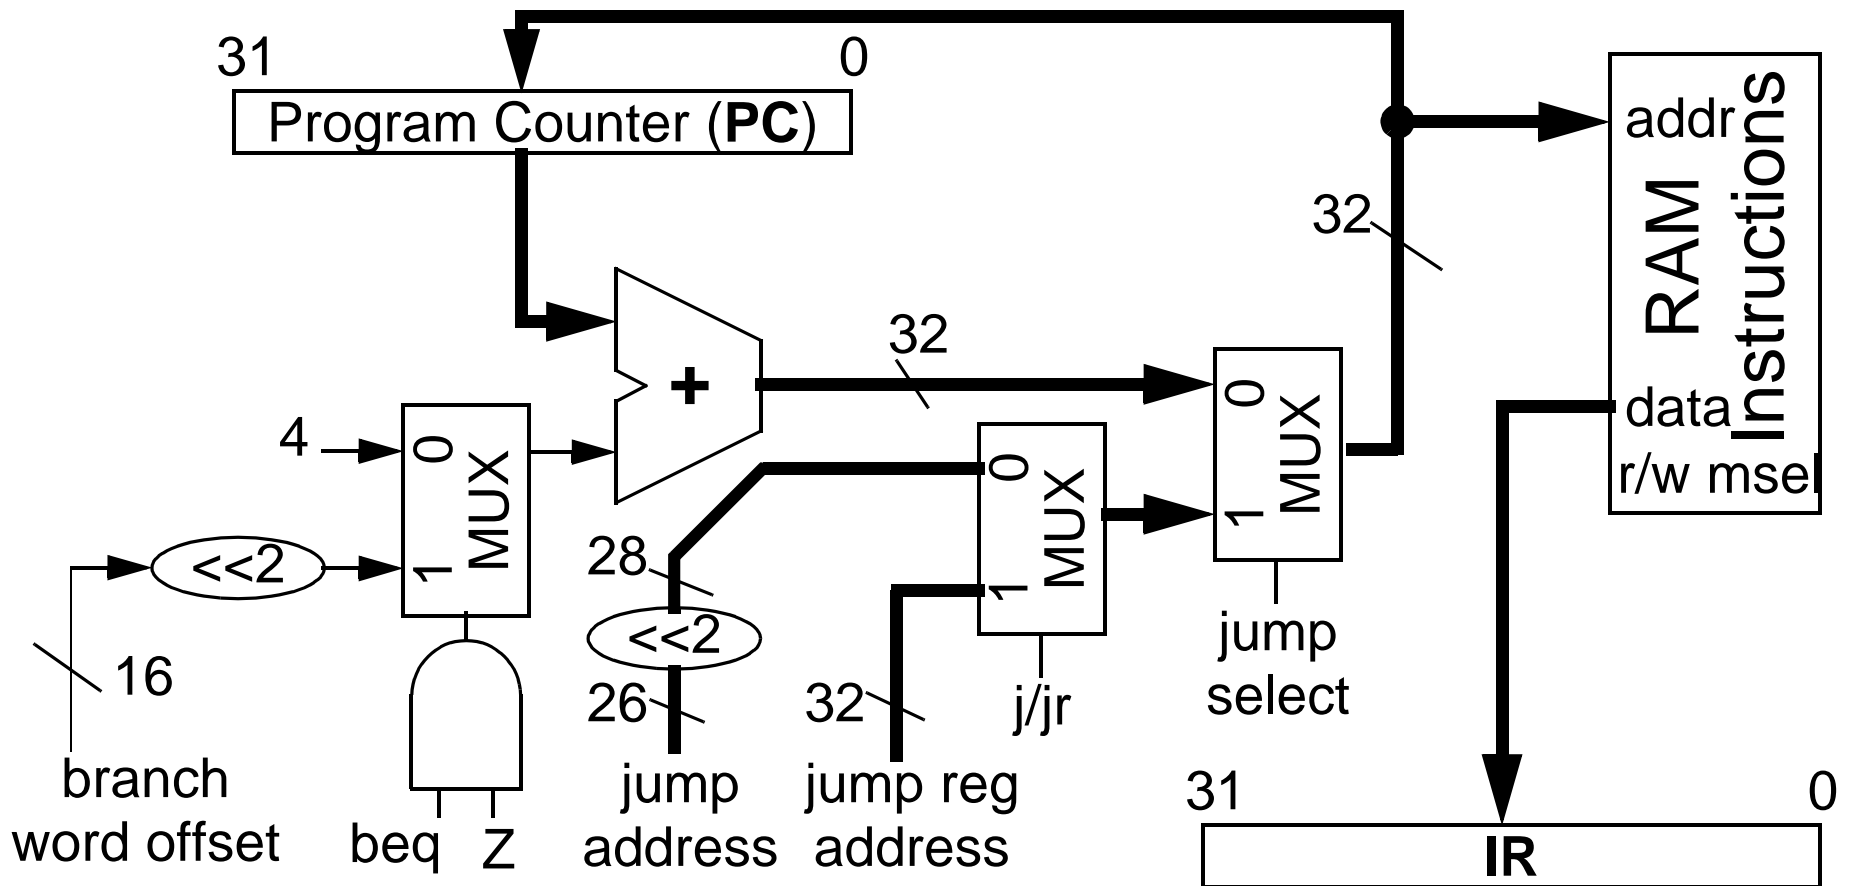 31
0
Program Counter (PC)
addr
RAM
Instructions
32
32
data
r/w msel
4
0
1
MUX
+
0
1
MUX
0
1
MUX
<<2
28
<<2
16
26
32
j/jr
jump
select
branch
word offset
beq
Z
jump
address
jump reg
address
31
0
IR